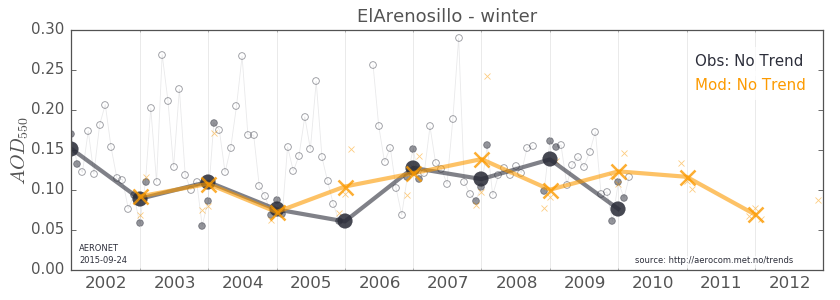 ElArenosillo - winter
0.30
0.25
0.20
0.15
0.10
0.05
0.00
AOD550
Obs: No Trend
Mod: No Trend
AERONET
2015-09-24
source: http://aerocom.met.no/trends
2002 2003 2004 2005 2006 2007 2008 2009 2010 2011 2012